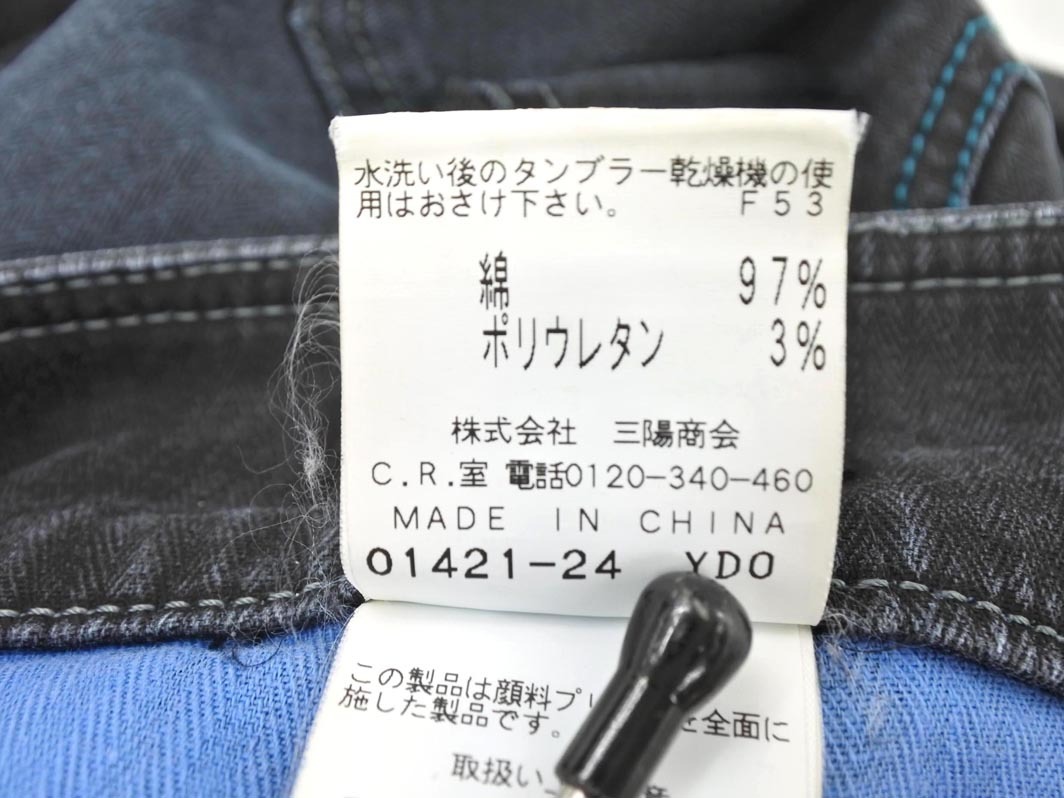 水洗い後のタンブラー乾燥機の使
用はおさけ下さい。 F53
綿 97%
ポリウレタン 3%
株式会社 三陽商会
C.R.室 電話0120-340-460
MADE IN CHINA
01421-24 YDO
この製品は顔料プリ を全面に
施した製品です。
取扱い